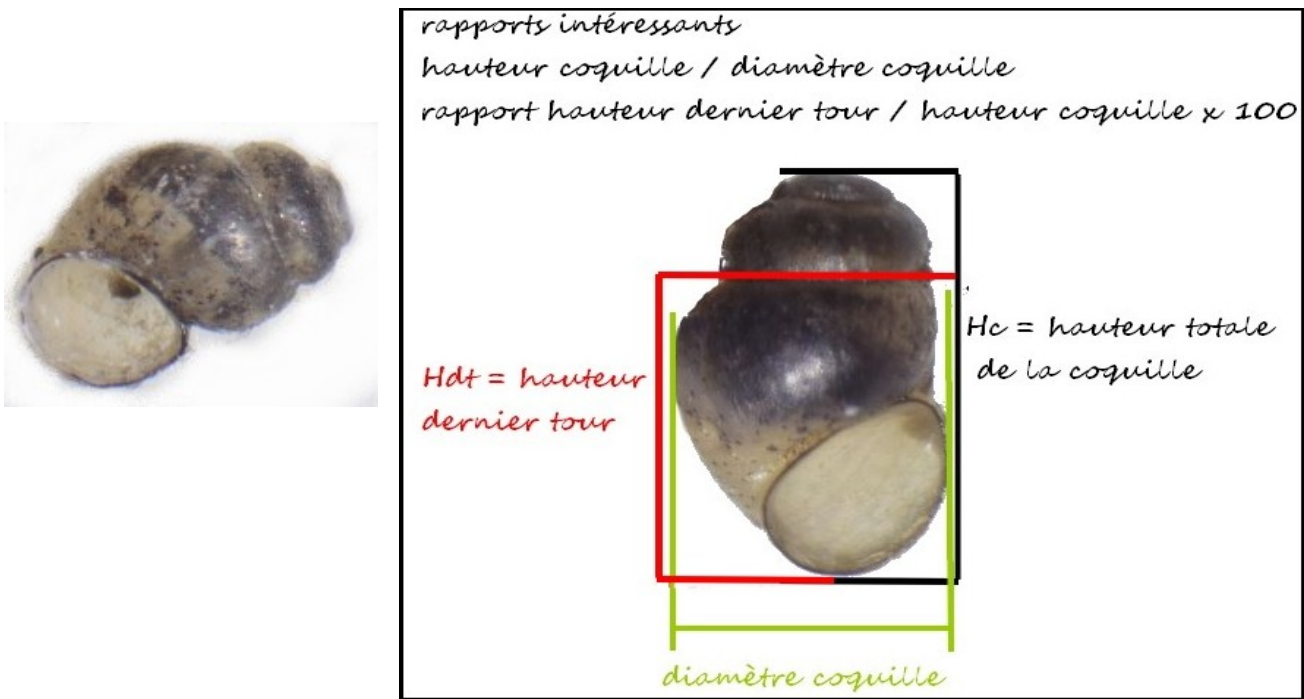 rapports intéressants
hauteur coquille / diamètre coquille
rapport hauteur dernier tour / hauteur coquille x 100
Hc = hauteur totale
de la coquille
Hdt = hauteur
dernier tour
diamètre coquille